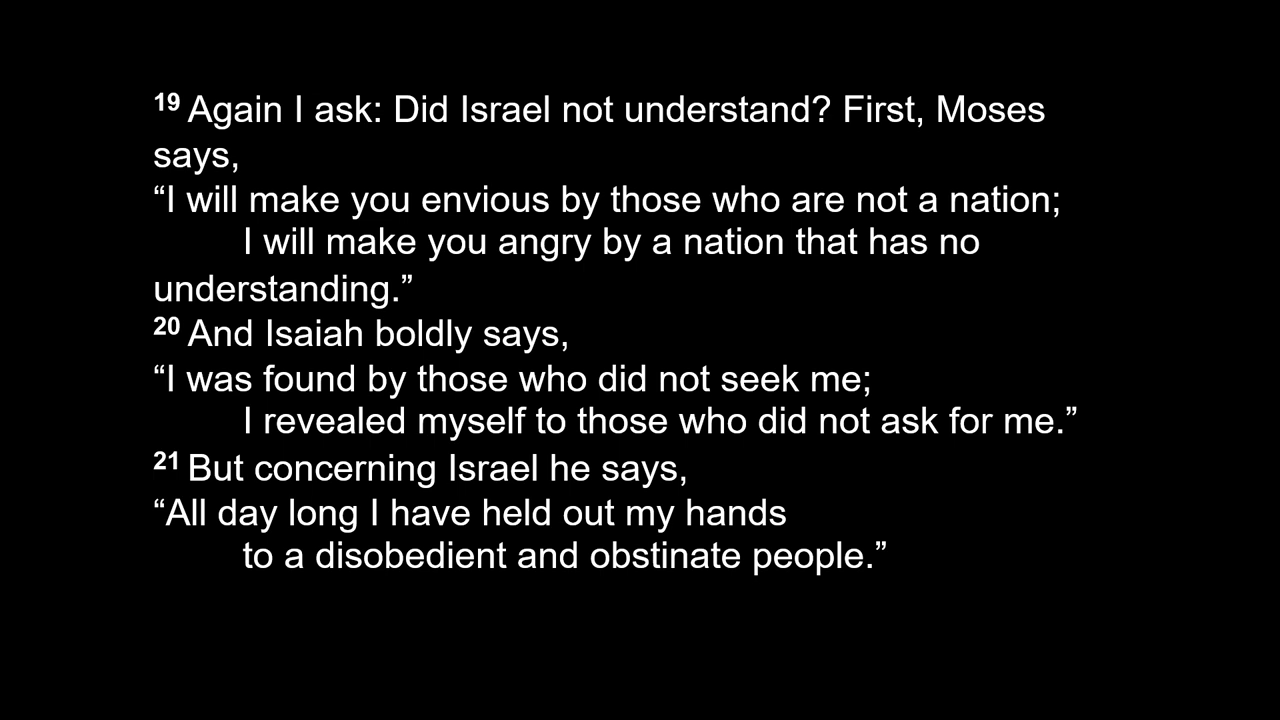 19 Again I ask: Did Israel not understand? First, Moses
says,
“I will make you envious by those who are not a nation;
I will make you angry by a nation that has no
understanding.”
20 And Isaiah boldly says,
“I was found by those who did not seek me;
I revealed myself to those who did not ask for me.”
21 But concerning Israel he says,
“All day long I have held out my hands
to a disobedient and obstinate people.”